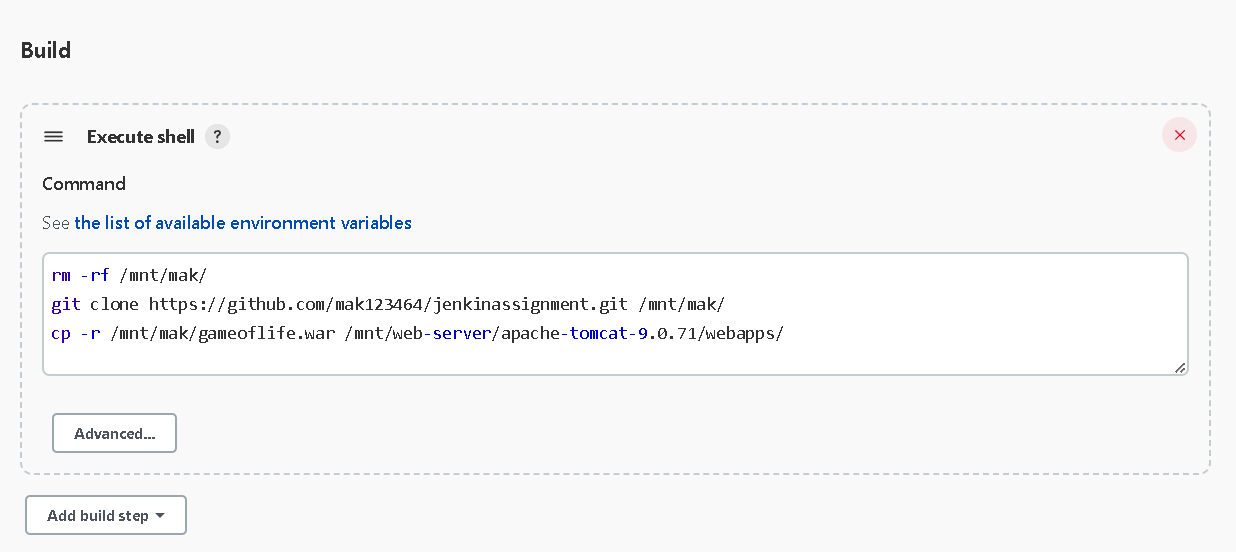 Build
Execute shell ?
Command
See the list of available environment variables
rm -rf /mnt/mak/
git clone https://github.com/mak123464/jenkinassignment.git /mnt/mak/
cp -r /mnt/mak/gameoflife.war /mnt/web-server/apache-tomcat-9.0.71/webapps/
Advanced...
Add build step